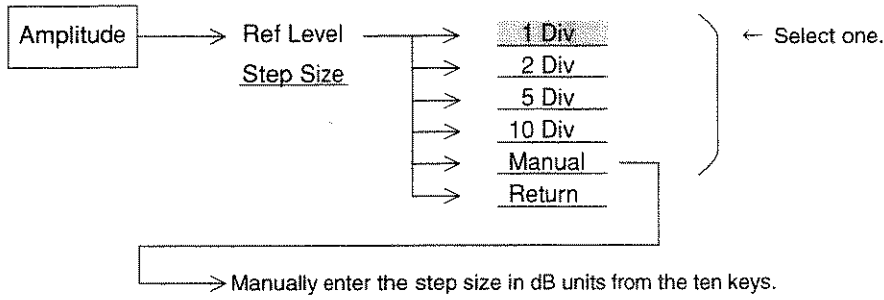 Amplitude
Ref Level
Step Size
1 Div
2 Div
5 Div
10 Div
Manual
Return
← Select one.
Manually enter the step size in dB units from the ten keys.